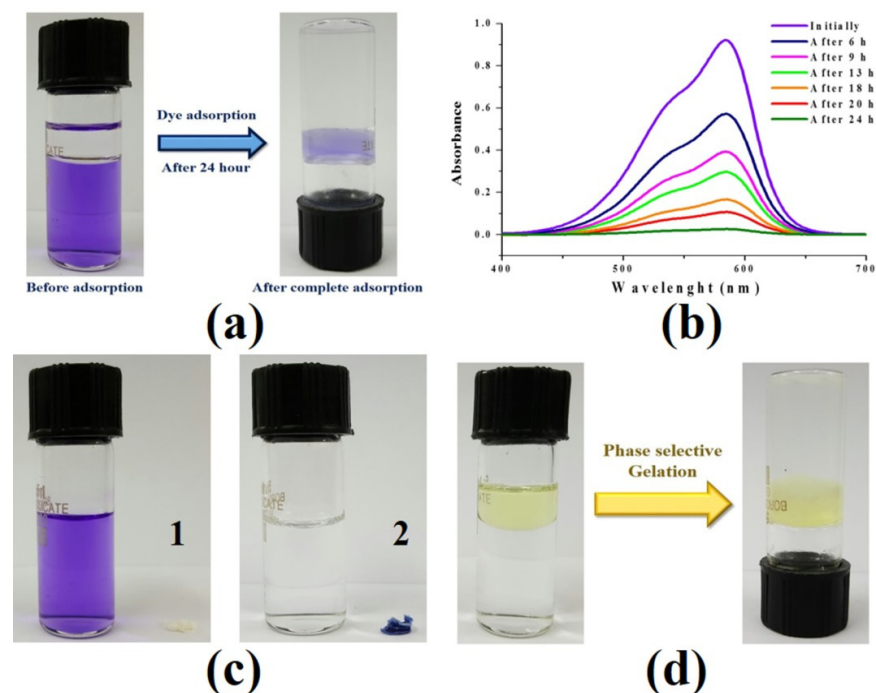 Dye adsorption
After 24 hour
Before adsorption
After complete adsorption
(a)
CATE
Absorbance
1.0
0.8
0.6
0.4
0.2
0.0
400
500
600
700
Wavelenght (nm)
Initially
After 6 h
After 9 h
After 13 h
After 18 h
After 20 h
After 24 h
(b)
1
2
(c)
Phase selective
Gelation
(d)